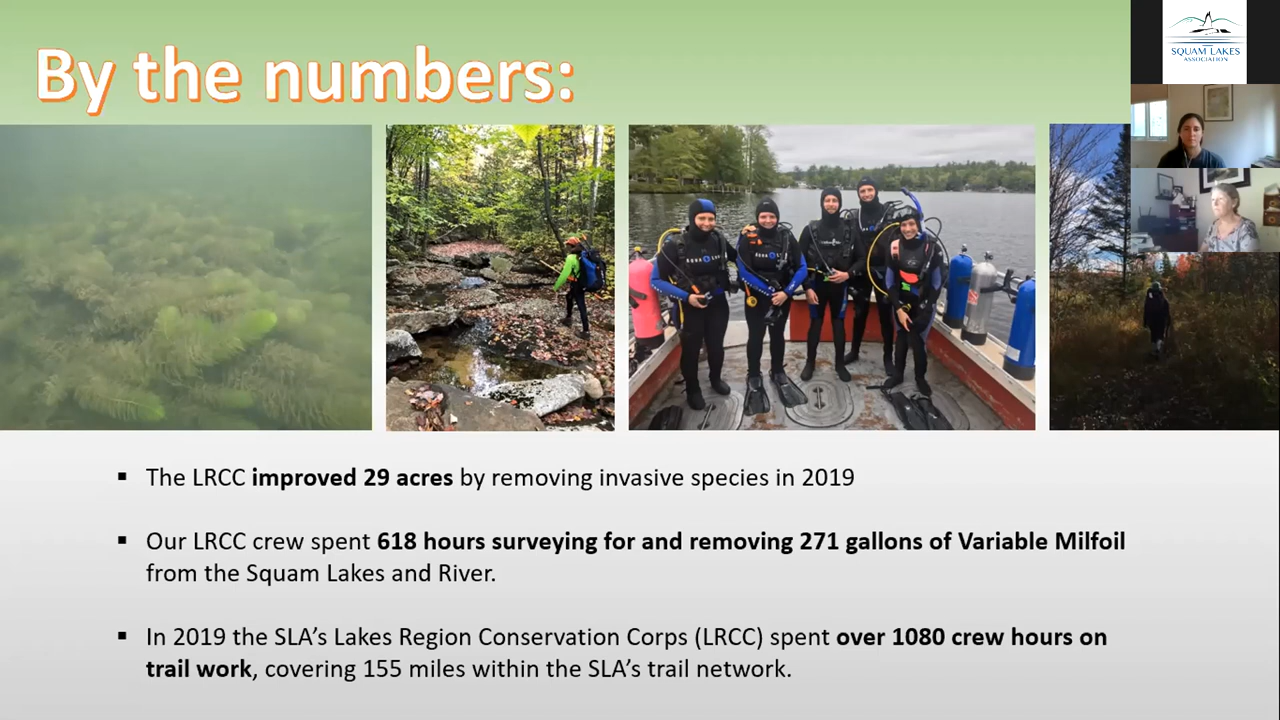 By the numbers:
SQUAM LAKES
ASSOCIATION
The LRCC improved 29 acres by removing invasive species in 2019
Our LRCC crew spent 618 hours surveying for and removing 271 gallons of Variable Milfoil
from the Squam Lakes and River.
In 2019 the SLA’s Lakes Region Conservation Corps (LRCC) spent over 1080 crew hours on
trail work, covering 155 miles within the SLA’s trail network.